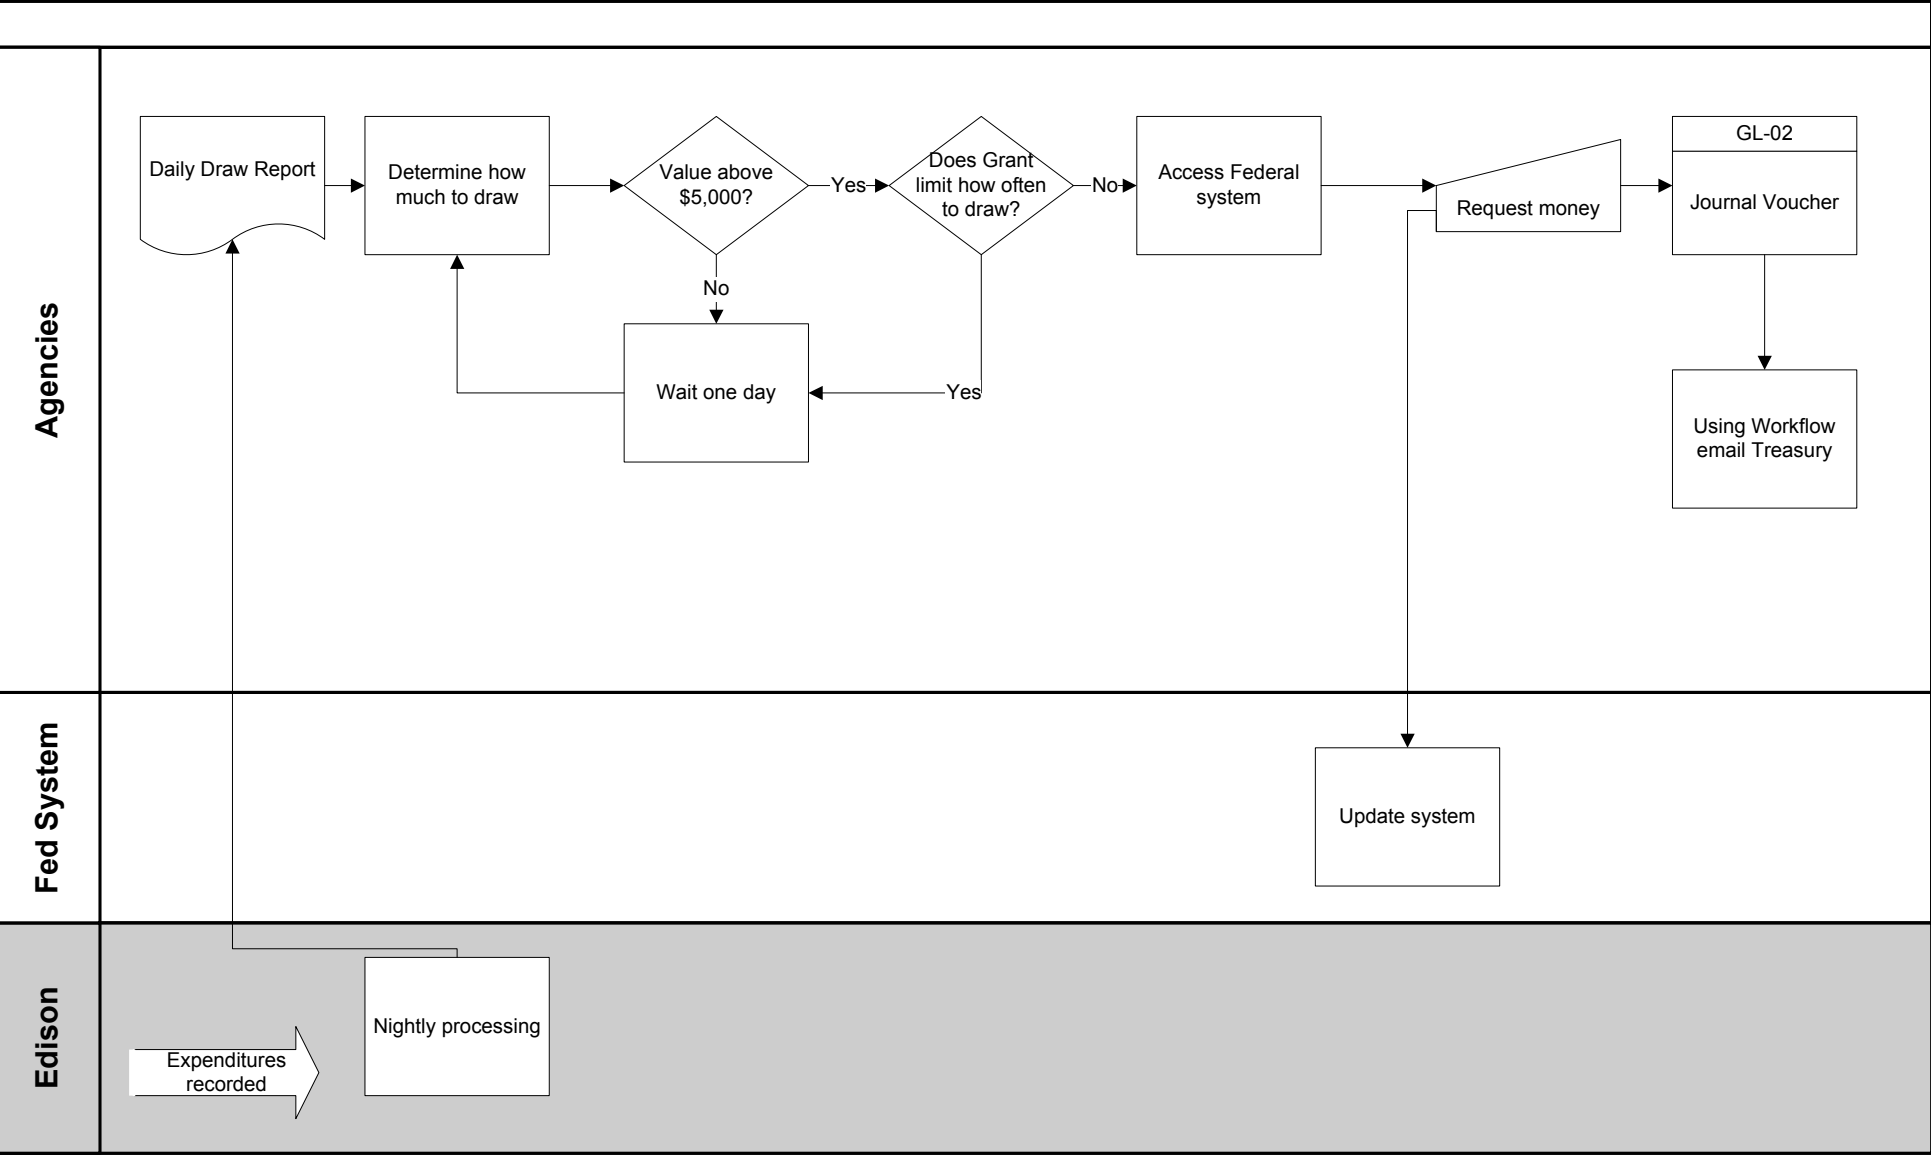 Agencies
Daily Draw Report
Determine how
much to draw
Value above
$5,000?
Yes
Does Grant
limit how often
to draw?
No
Access Federal
system
Request money
GL-02
Journal Voucher
No
Wait one day
Yes
Using Workflow
email Treasury
Fed System
Update system
Edison
Nightly processing
Expenditures
recorded